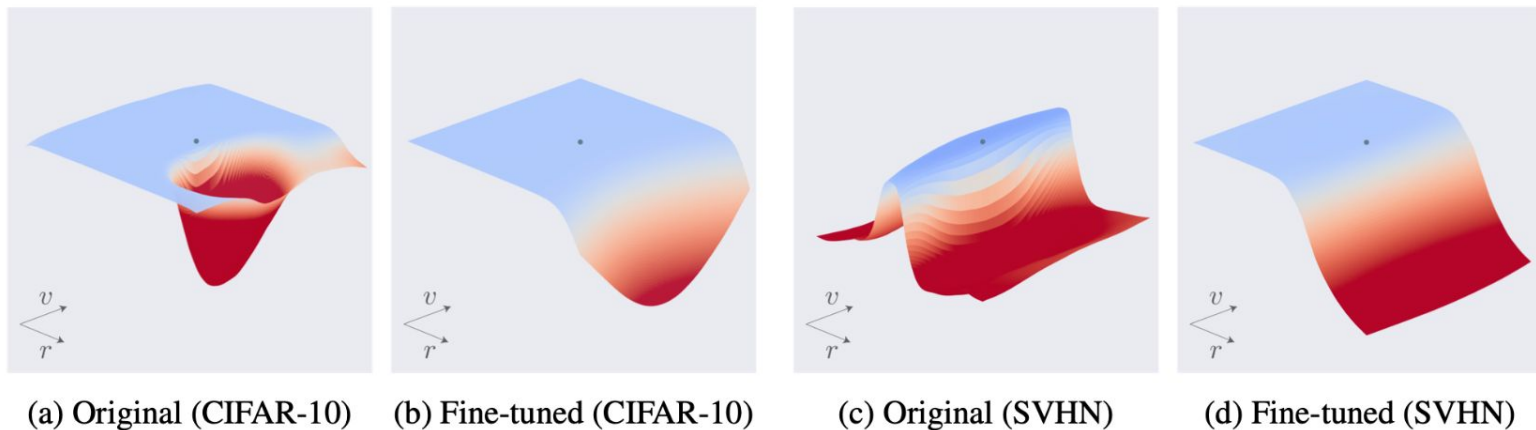 v
r
v
r
v
r
v
r
(a) Original (CIFAR-10)
(b) Fine-tuned (CIFAR-10)
(c) Original (SVHN)
(d) Fine-tuned (SVHN)